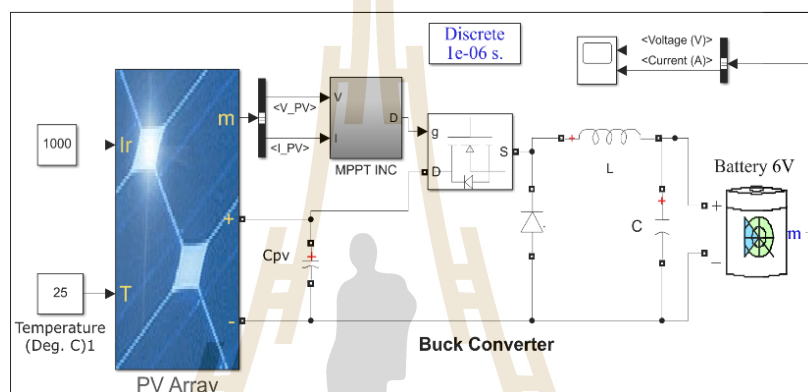 Discrete
1e-06 s.
<Voltage (V)>
<Current (A)>
1000
Ir
m
<V_PV>
<I_PV>
V
I
D
MPPT INC
g
D
S
L
Battery 6V
+
+
Cpv
C
m
–
25
T
-
Temperature
(Deg. C)1
Buck Converter
PV Array